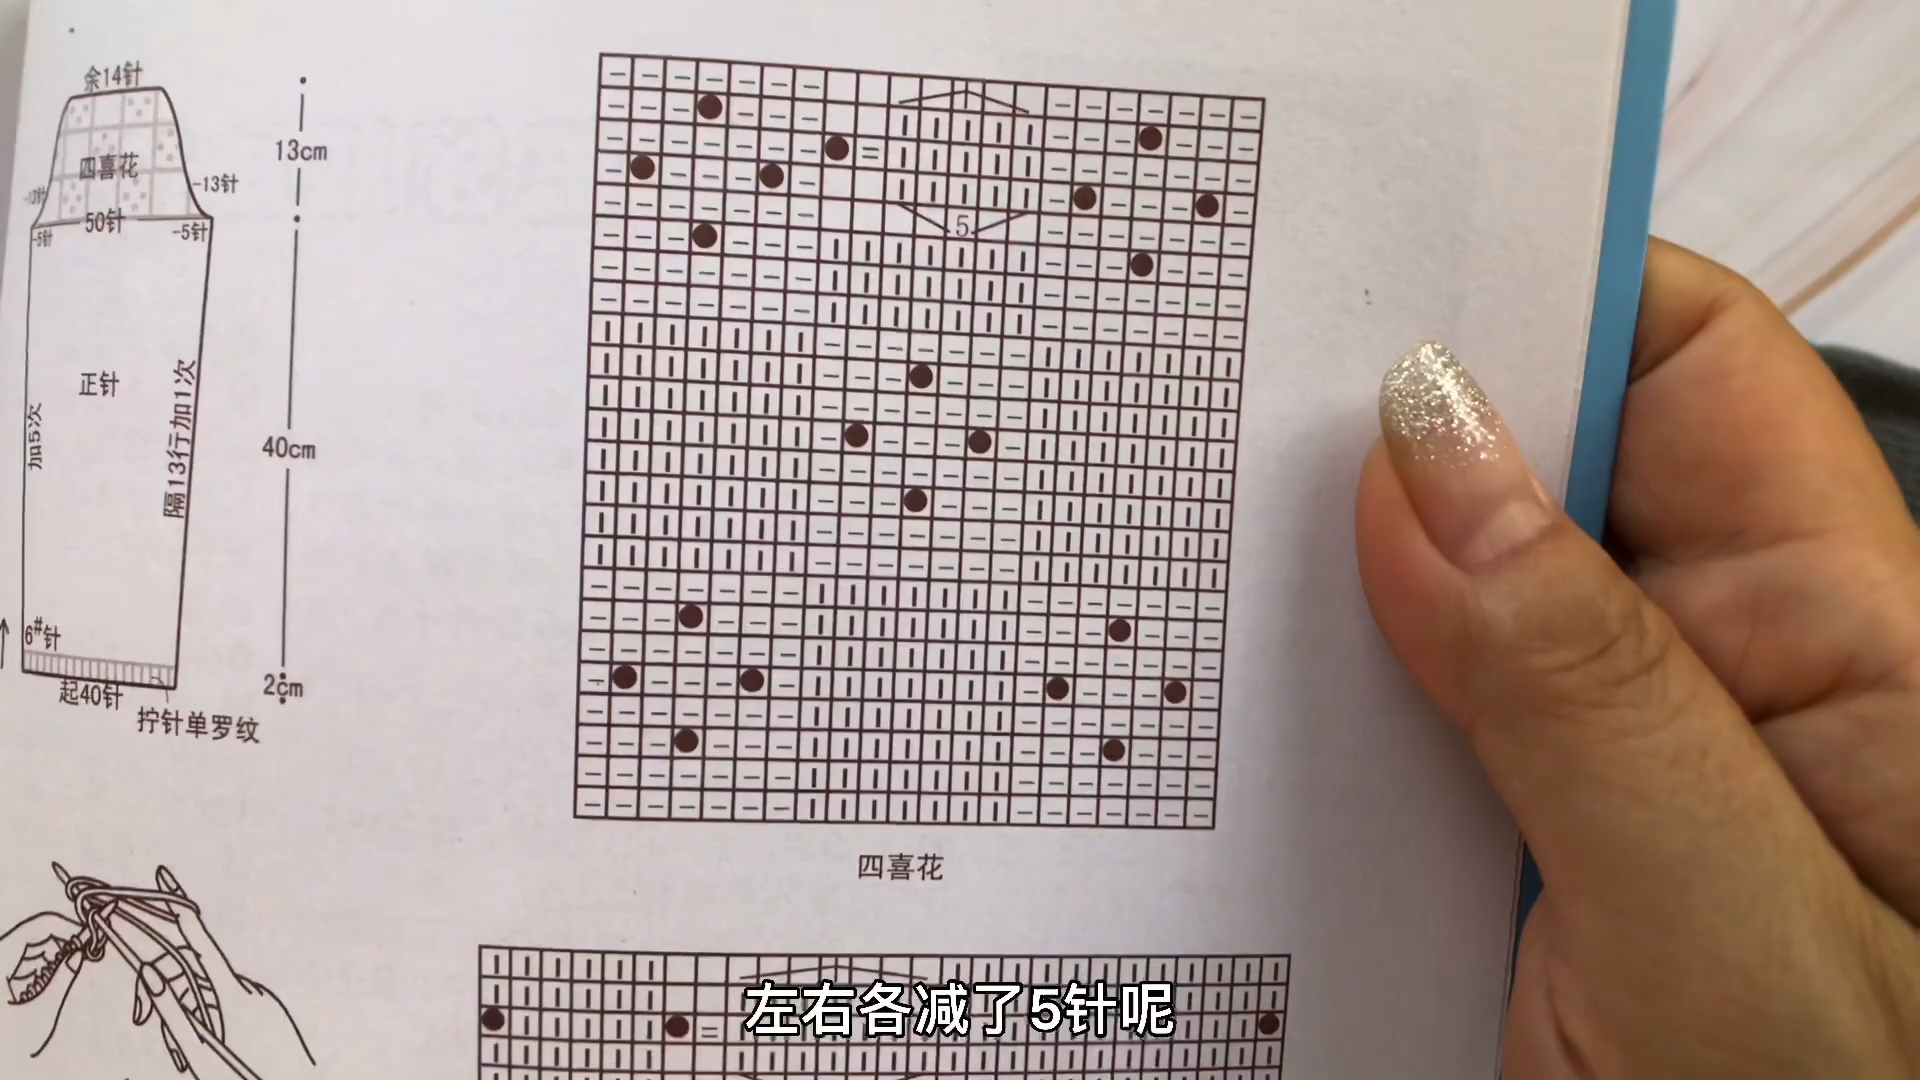 余14针
四喜花
13cm
-13针
-13针
50针
-5针
-5针
正针
加5次
隔13行加1次
40cm
6#针
起40针
2cm
拧针单罗纹
=
5
四喜花
=
左右各减了5针呢